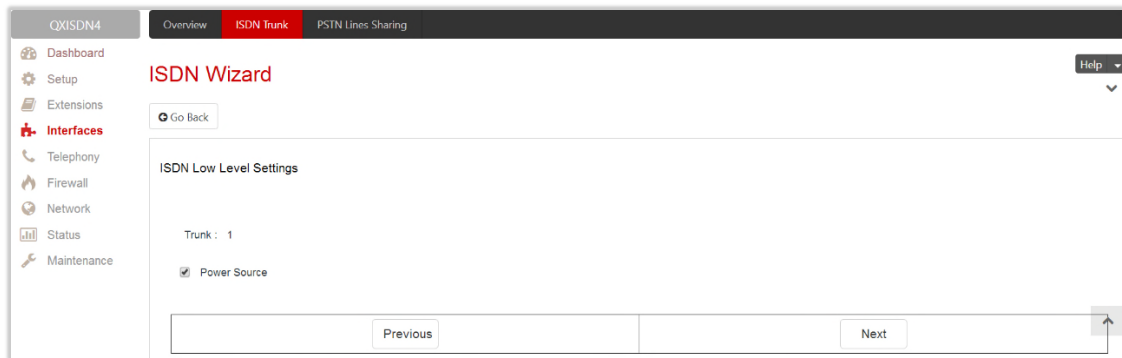 QXISDN4
Overview ISDN Trunk PSTN Lines Sharing
Dashboard
Setup
Extensions
Interfaces
Telephony
Firewall
Network
Status
Maintenance
ISDN Wizard
Help
Go Back
ISDN Low Level Settings
Trunk : 1
Power Source
Previous Next